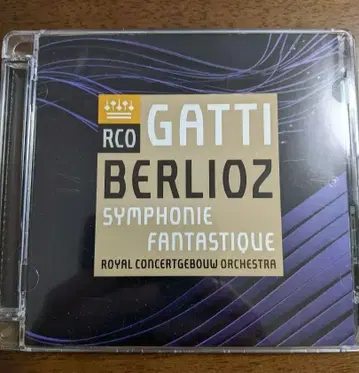 RCO GATTI
BERLIOZ
SYMPHONIE
FANTASTIQUE
ROYAL CONCERTGEBOUW ORCHESTRA